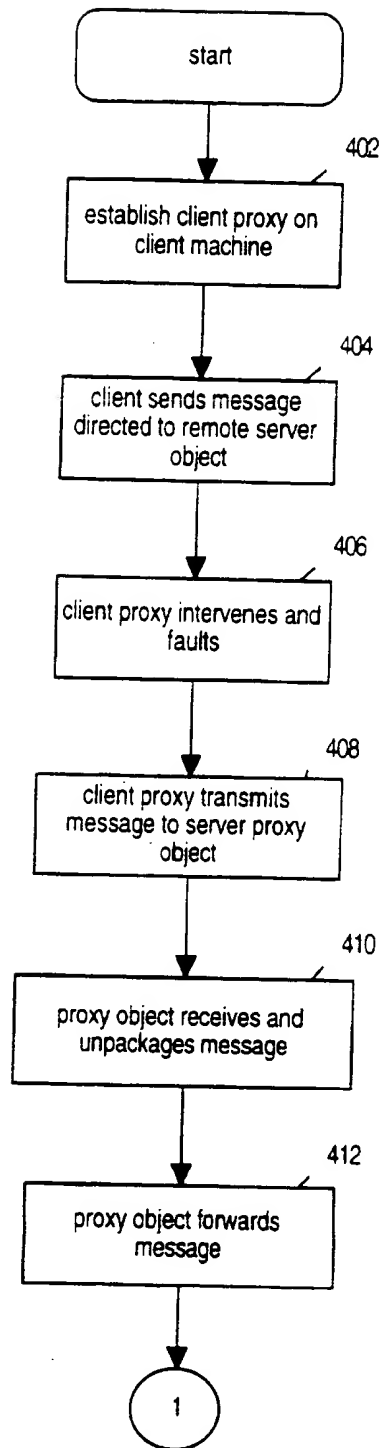 start
402
establish client proxy on
client machine
404
client sends message
directed to remote server
object
406
client proxy intervenes and
faults
408
client proxy transmits
message to server proxy
object
410
proxy object receives and
unpackages message
412
proxy object forwards
message
1